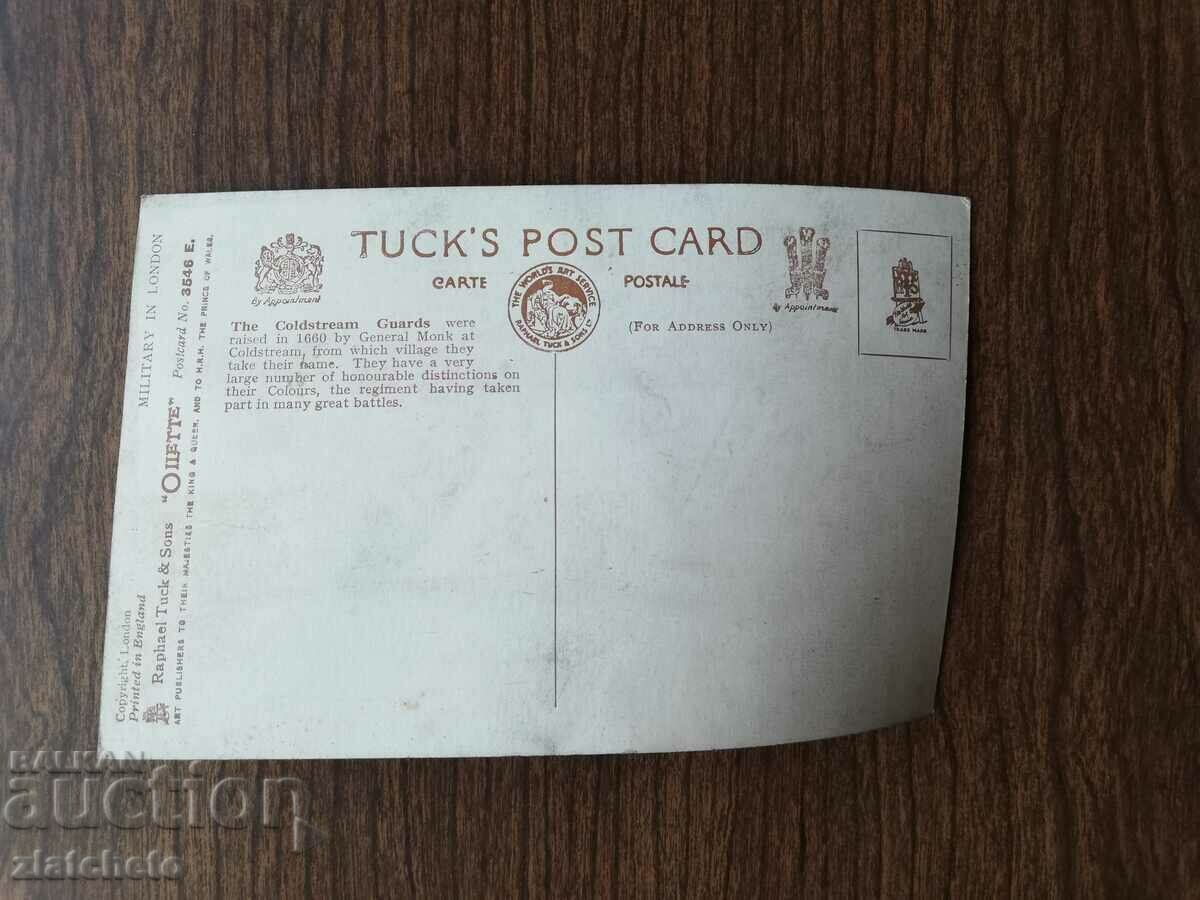 TUCK'S POST CARD
CARTE POSTALE
By Appointment
THE WORLD'S ART SERVICE
RAPHAEL TUCK & SONS LD
By Appointment
TRADE MARK
(FOR ADDRESS ONLY)
The Coldstream Guards were
raised in 1660 by General Monk at
Coldstream, from which village they
take their name. They have a very
large number of honourable distinctions on
their Colours, the regiment having taken
part in many great battles.
Copyright, London
Printed in England
MILITARY IN LONDON
Raphael Tuck & Sons "OILETTE" Postcard No. 3546 E.
ART PUBLISHERS TO THEIR MAJESTIES THE KING & QUEEN, AND TO H.R.H. THE PRINCE OF WALES.
BALKAN
auction
zlatcheto